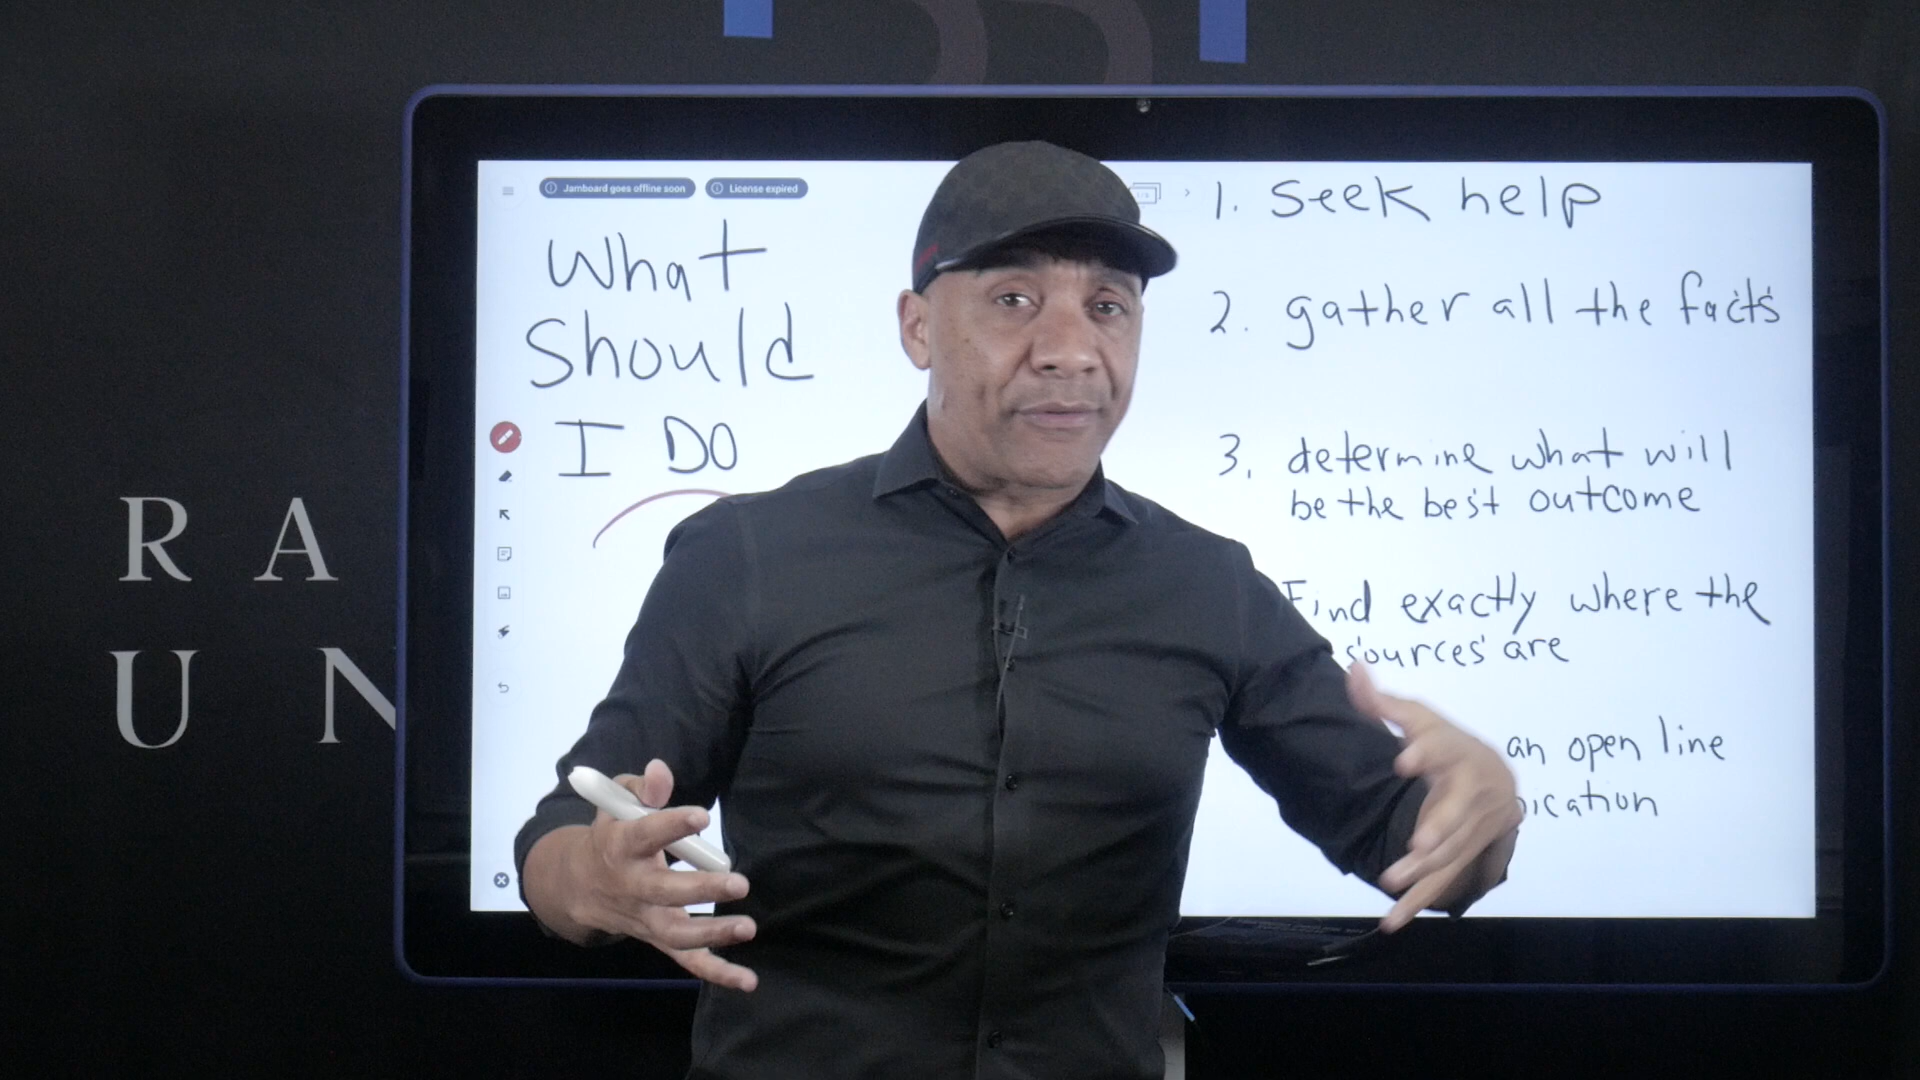 Jamboard goes offline soon
License expired
What
Should
I DO
1. Seek help
2. gather all the facts
3. determine what will
be the best outcome
Find exactly where the
are
an open line
R A
U N